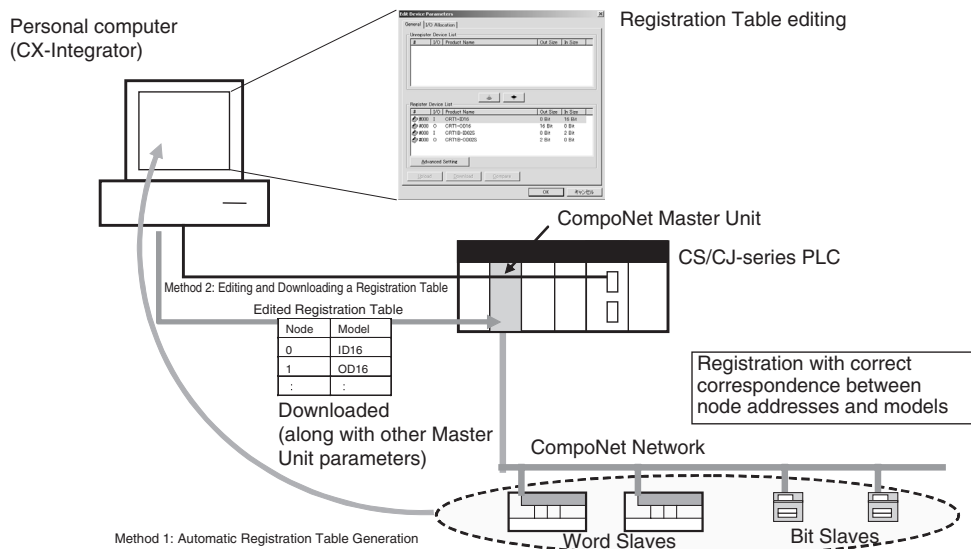 Personal computer
(CX-Integrator)
Edit Device Parameters
General I/O Allocation
Unregister Device List
# I/O Product Name Out Size In Size
Register Device List
# I/O Product Name Out Size In Size
#000 I CRT1-ID16 0 Bit 16 Bit
#000 O CRT1-OD16 16 Bit 0 Bit
#000 I CRT1B-ID02S 0 Bit 2 Bit
#000 O CRT1B-OD02S 2 Bit 0 Bit
Advanced Setting
Upload Download Compare
OK キャンセル
Registration Table editing
CompoNet Master Unit
CS/CJ-series PLC
Method 2: Editing and Downloading a Registration Table
Edited Registration Table
Node Model
0 ID16
1 OD16
: :
Downloaded
(along with other Master
Unit parameters)
Registration with correct
correspondence between
node addresses and models
CompoNet Network
Word Slaves
Bit Slaves
Method 1: Automatic Registration Table Generation